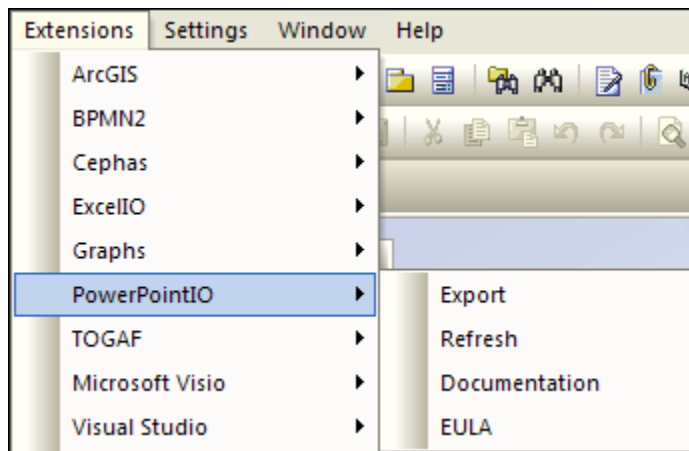 Extensions Settings Window Help
ArcGIS
BPMN2
Cephas
ExcelIO
Graphs
PowerPointIO Export
TOGAF Refresh
Microsoft Visio Documentation
Visual Studio EULA